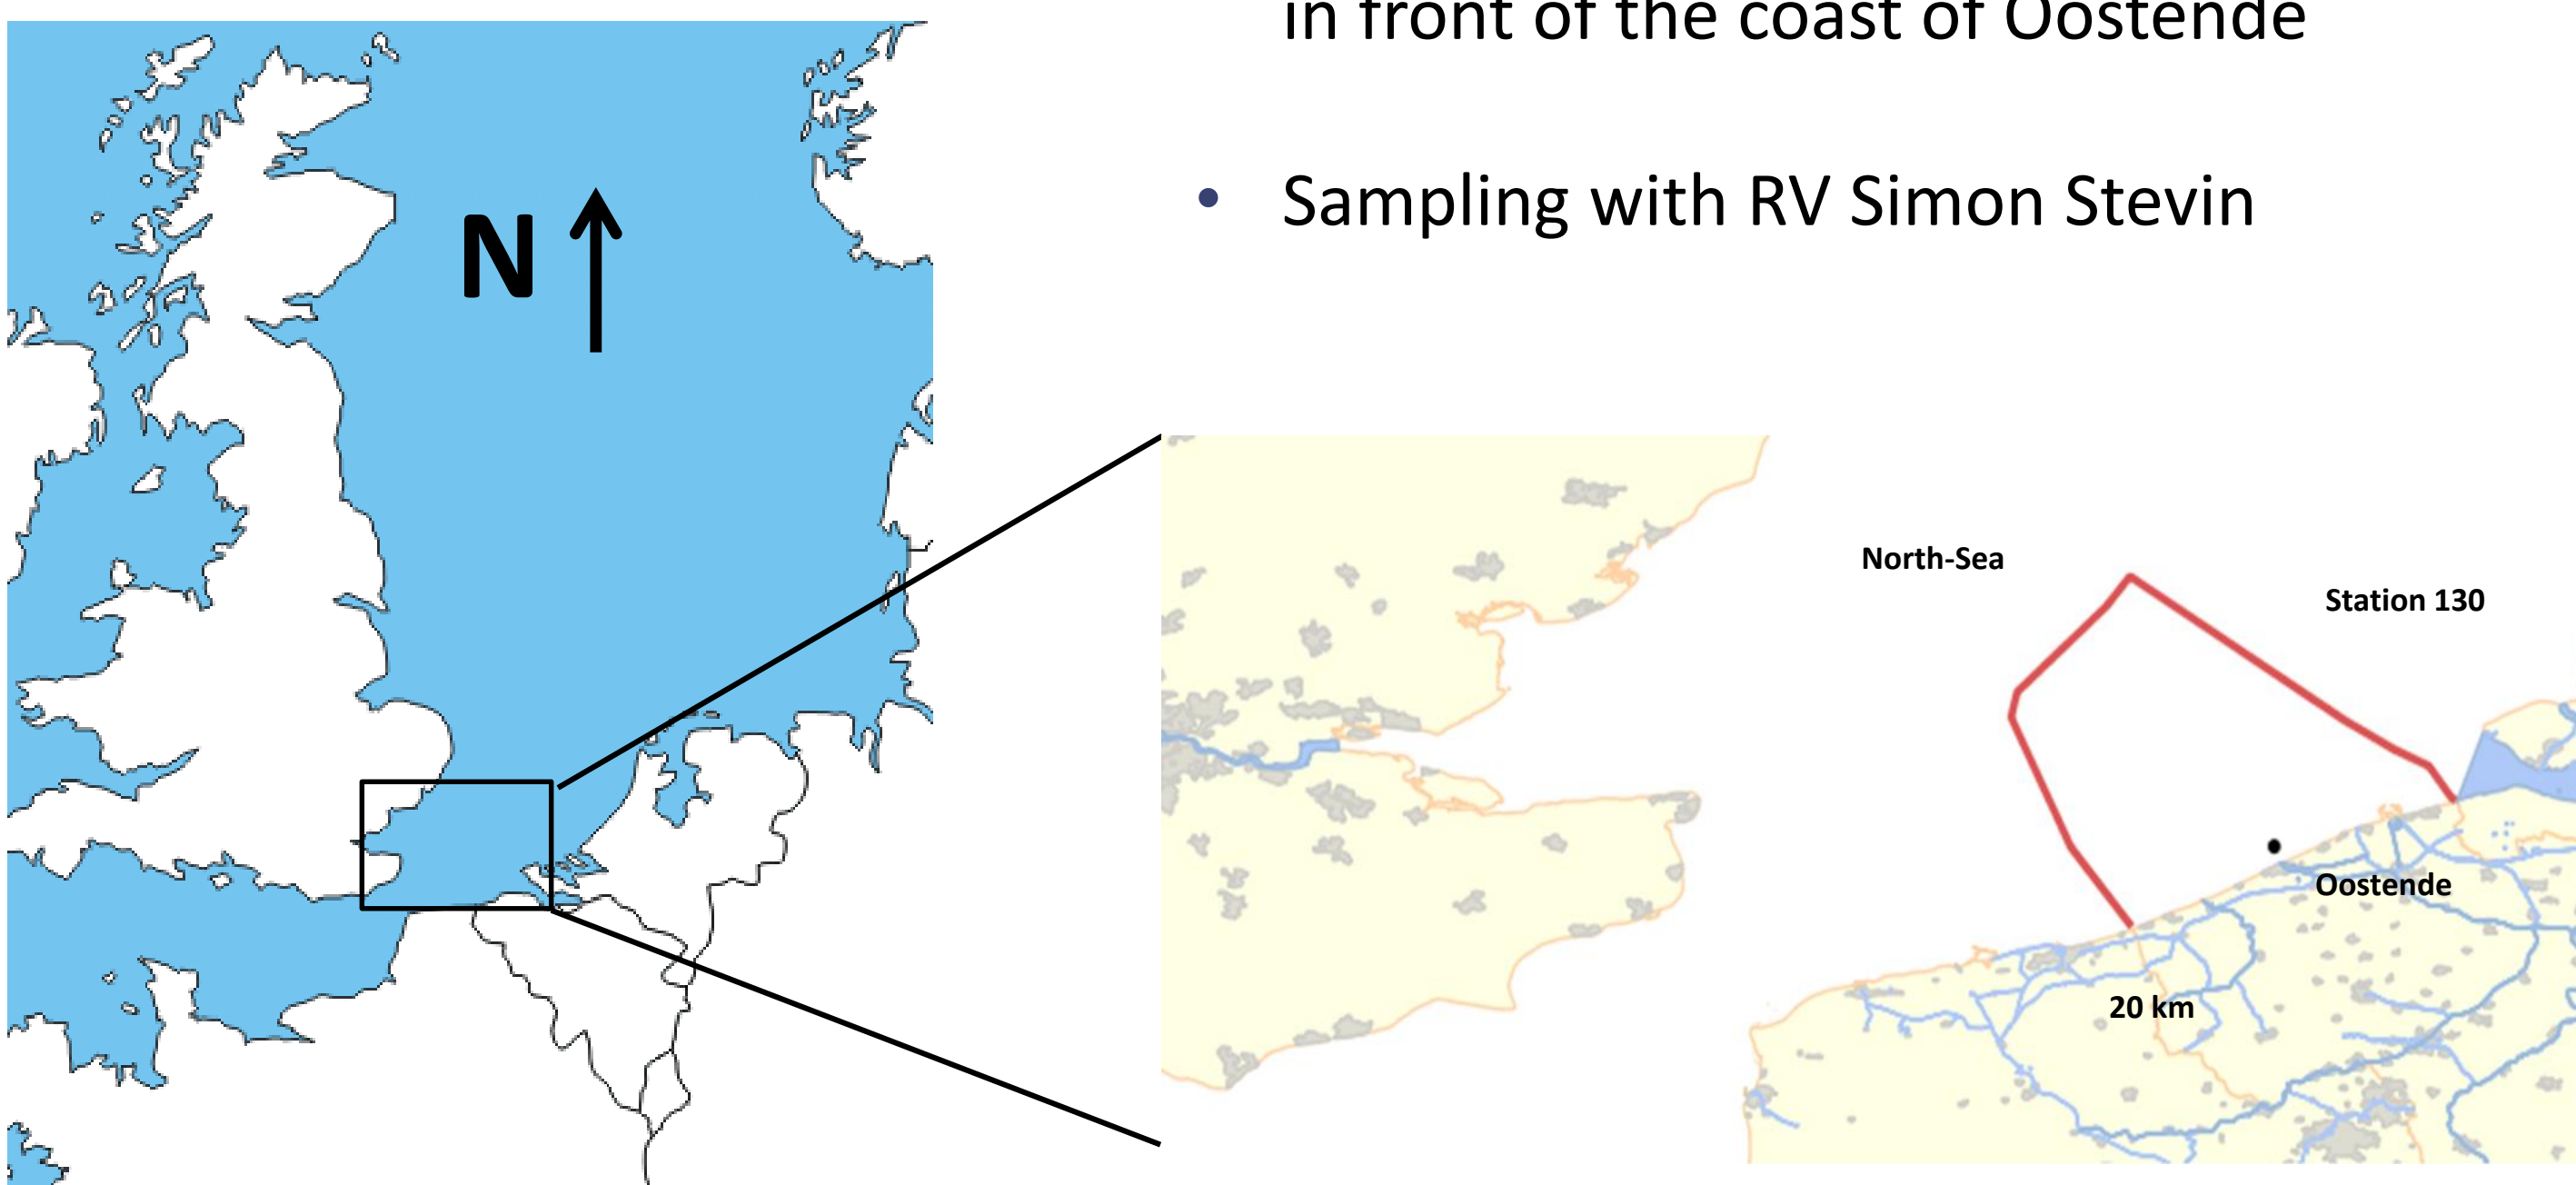 in front of the coast of Oostende
• Sampling with RV Simon Stevin
N
North-Sea
Station 130
Oostende
20 km